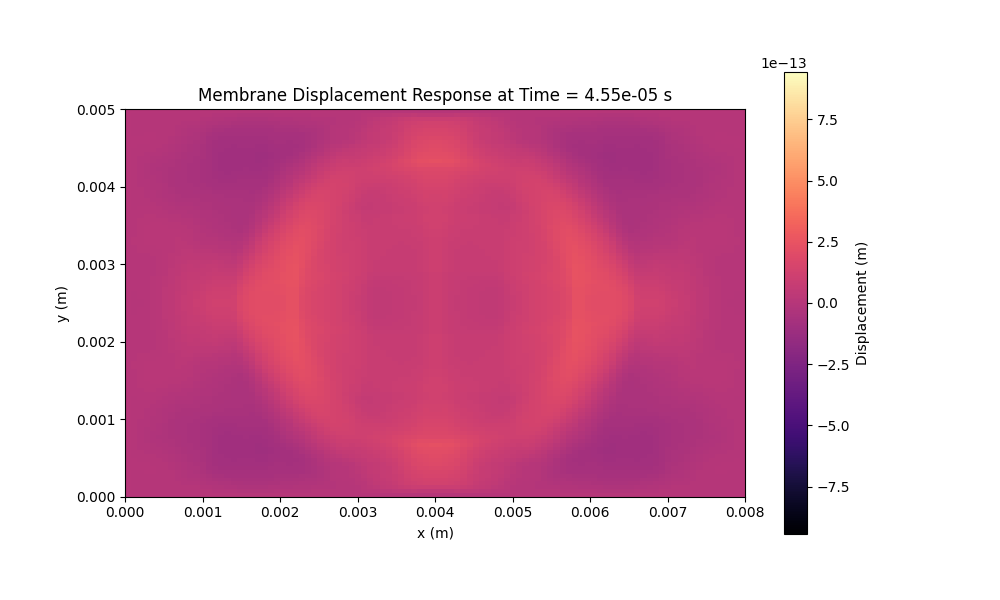 1e−13
Membrane Displacement Response at Time = 4.55e-05 s
0.005
0.004
0.003
0.002
0.001
0.000
y (m)
0.000 0.001 0.002 0.003 0.004 0.005 0.006 0.007 0.008
x (m)
7.5
5.0
2.5
0.0
−2.5
−5.0
−7.5
Displacement (m)